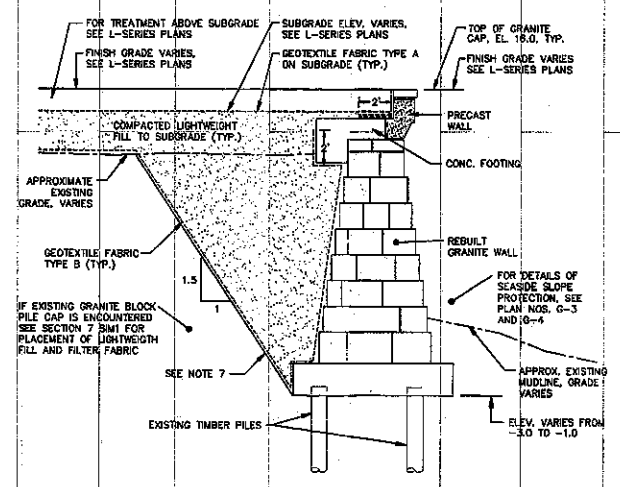 FOR TREATMENT ABOVE SUBGRADE
SEE L-SERIES PLANS
FINISH GRADE VARIES,
SEE L-SERIES PLANS
SUBGRADE ELEV. VARIES,
SEE L-SERIES PLANS
GEOTEXTILE FABRIC TYPE A
ON SUBGRADE (TYP.)
TOP OF GRANITE
CAP, EL. 16.0, TYP.
FINISH GRADE VARIES
SEE L-SERIES PLANS
2'
COMPACTED LIGHTWEIGHT
FILL TO SUBGRADE (TYP.)
2'
PRECAST
WALL
CONC. FOOTING
APPROXIMATE
EXISTING
GRADE, VARIES
GEOTEXTILE FABRIC
TYPE B (TYP.)
1.5
1
REBUILT
GRANITE WALL
FOR DETAILS OF
SEASIDE SLOPE
PROTECTION, SEE
PLAN NOS. G-3
AND G-4
IF EXISTING GRANITE BLOCK
PILE CAP IS ENCOUNTERED
SEE SECTION 7 SIM1 FOR
PLACEMENT OF LIGHTWEIGTH
FILL AND FILTER FABRIC
SEE NOTE 7
APPROX. EXISTING
MUDLINE, GRADE
VARIES
EXISTING TIMBER PILES
ELEV. VARIES FROM
-3.0 TO -1.0